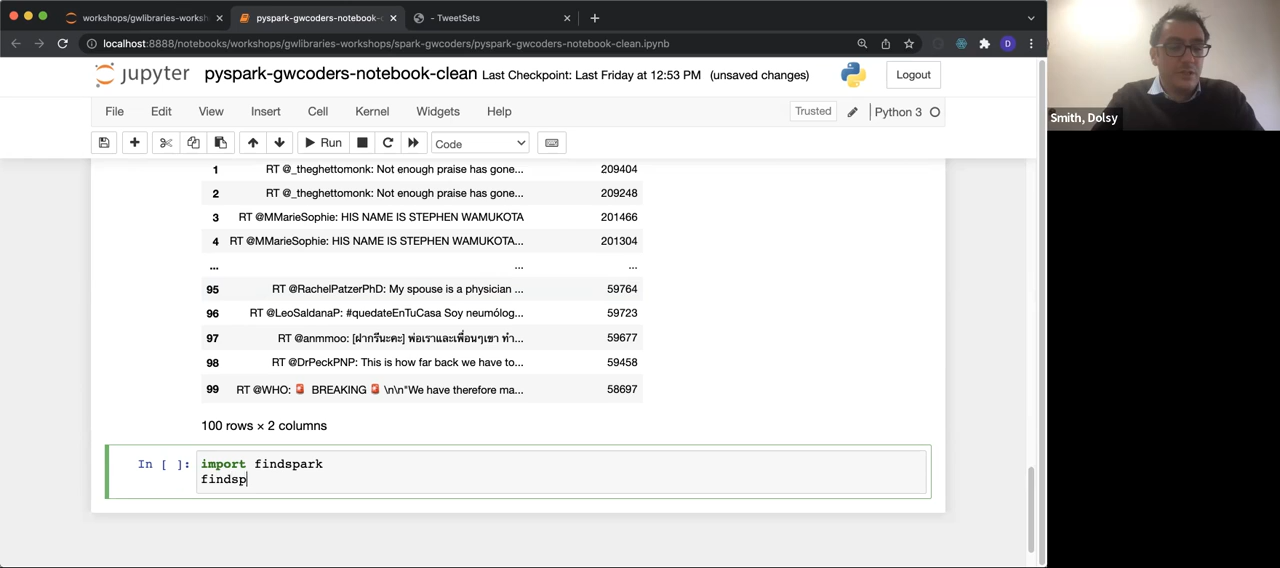 workshops/gwlibraries-worksh
pyspark-gwcoders-notebook-
- TweetSets
localhost:8888/notebooks/workshops/gwlibraries-workshops/spark-gwcoders/pyspark-gwcoders-notebook-clean.ipynb
D
jupyter pyspark-gwcoders-notebook-clean Last Checkpoint: Last Friday at 12:53 PM (unsaved changes) Logout
File Edit View Insert Cell Kernel Widgets Help Trusted Python 3
Run Code
1 RT @_theghettomonk: Not enough praise has gone... 209404
2 RT @_theghettomonk: Not enough praise has gone... 209248
3 RT @MMarieSophie: HIS NAME IS STEPHEN WAMUKOTA 201466
4 RT @MMarieSophie: HIS NAME IS STEPHEN WAMUKOTA... 201304
... ... ...
95 RT @RachelPatzerPhD: My spouse is a physician ... 59764
96 RT @LeoSaldanaP: #quedateEnTuCasa Soy neumólog... 59723
97 RT @anmmoo: [ฝากรีนะคะ] พ่อเราและเพื่อนๆเขา ทำ... 59677
98 RT @DrPeckPNP: This is how far back we have to... 59458
99 RT @WHO: 🚨 BREAKING 🚨 \n\n"We have therefore ma... 58697
100 rows × 2 columns
In [ ]: import findspark
findsp
Smith, Dolsy